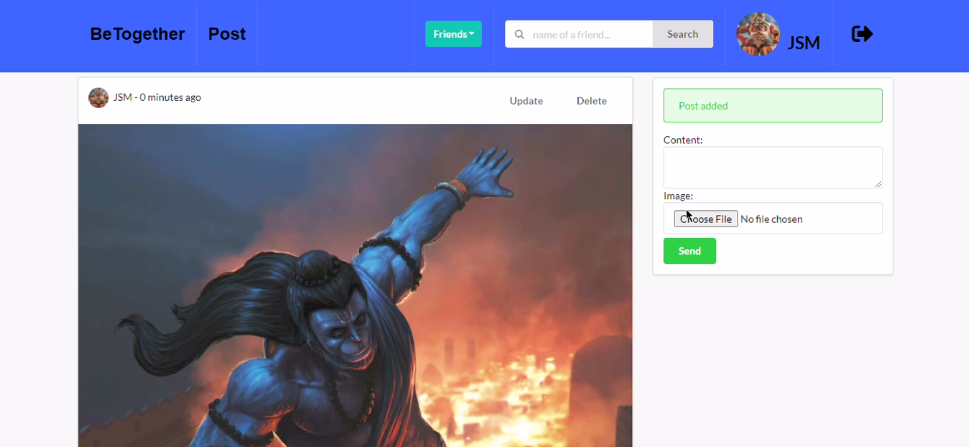 BeTogether Post Friends name of a friend... Search JSM
JSM - 0 minutes ago Update Delete
Post added
Content:
Image:
Choose File No file chosen
Send